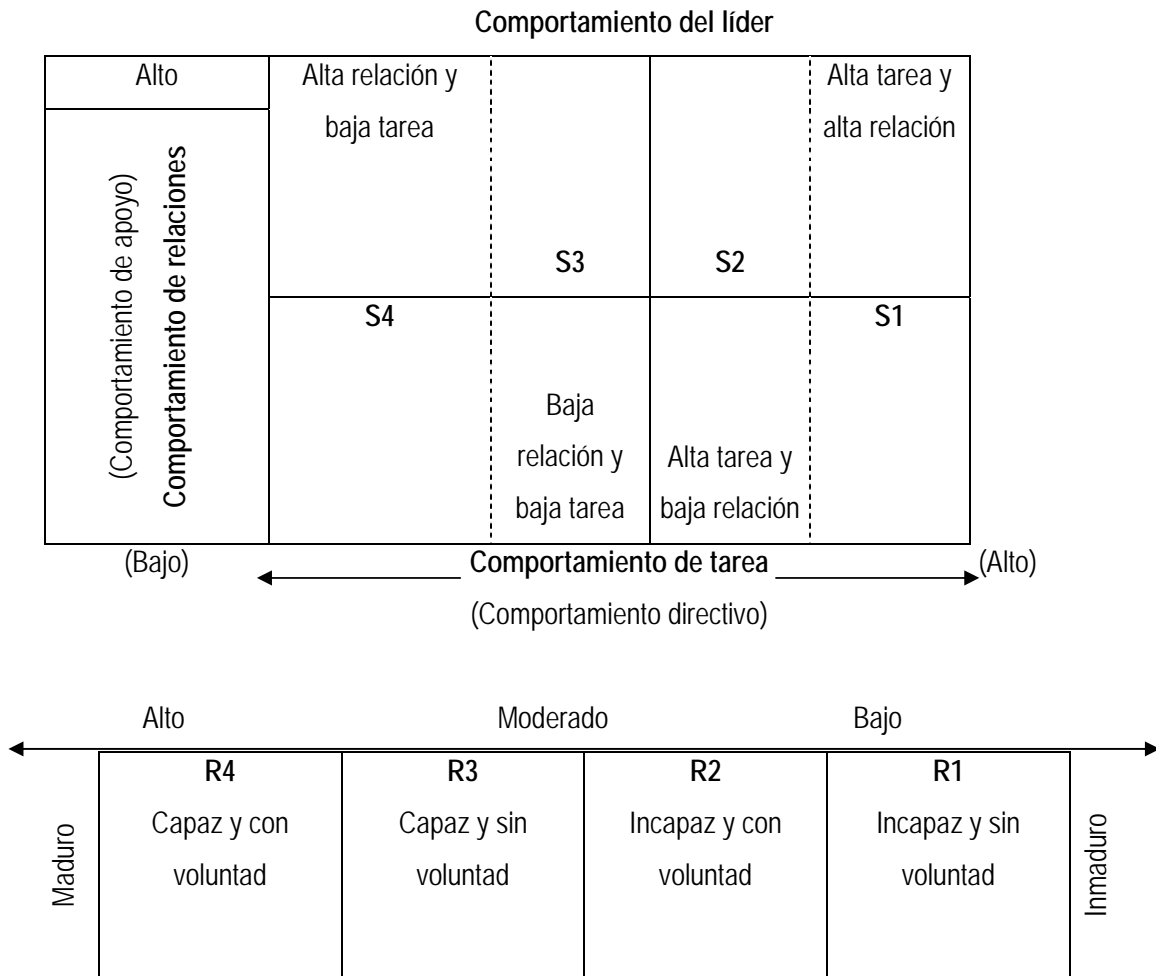 Comportamiento del líder
Alto
Alta relación y
baja tarea
Alta tarea y
alta relación
(Comportamiento de apoyo)
Comportamiento de relaciones
S3
S2
S4
S1
Baja
relación y
baja tarea
Alta tarea y
baja relación
(Bajo)
Comportamiento de tarea
(Alto)
(Comportamiento directivo)
Alto
Moderado
Bajo
Maduro
R4
Capaz y con
voluntad
R3
Capaz y sin
voluntad
R2
Incapaz y con
voluntad
R1
Incapaz y sin
voluntad
Inmaduro